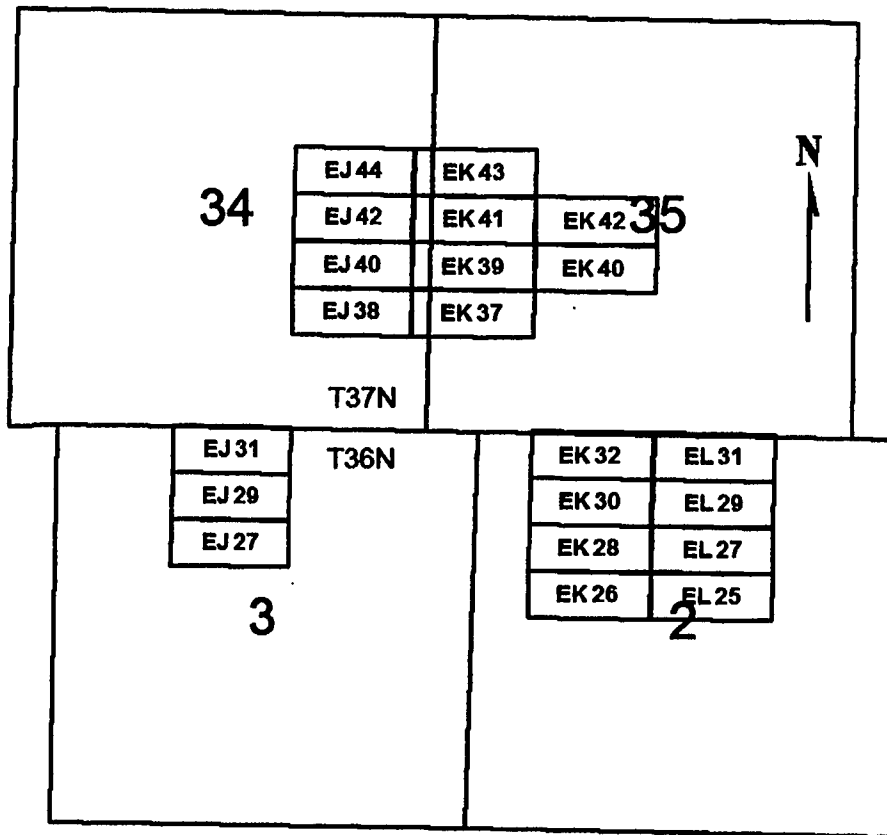 N
EJ 44 EK 43
34 EJ 42 EK 41 EK 42 35
EJ 40 EK 39 EK 40
EJ 38 EK 37
T37N
EJ 31 T36N EK 32 EL 31
EJ 29 EK 30 EL 29
EJ 27 EK 28 EL 27
EK 26 EL 25
3 2